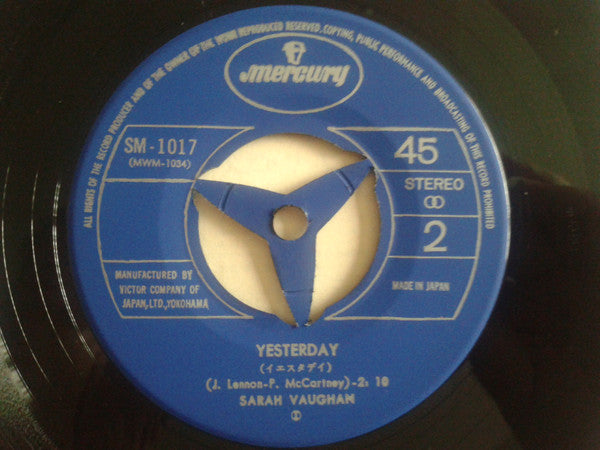 ALL RIGHTS OF THE RECORD PRODUCER AND OF THE OWNER OF THE WORK REPRODUCED RESERVED, COPYING, PUBLIC PERFORMANCE AND BROADCASTING OF THIS RECORD PROHIBITED
mercury
SM-1017
(MWM-1034)
45
STEREO
2
MANUFACTURED BY
VICTOR COMPANY OF
JAPAN,LTD.,YOKOHAMA
MADE IN JAPAN
YESTERDAY
(イエスタデイ)
(J. Lennon-P. McCartney)-2: 10
SARAH VAUGHAN